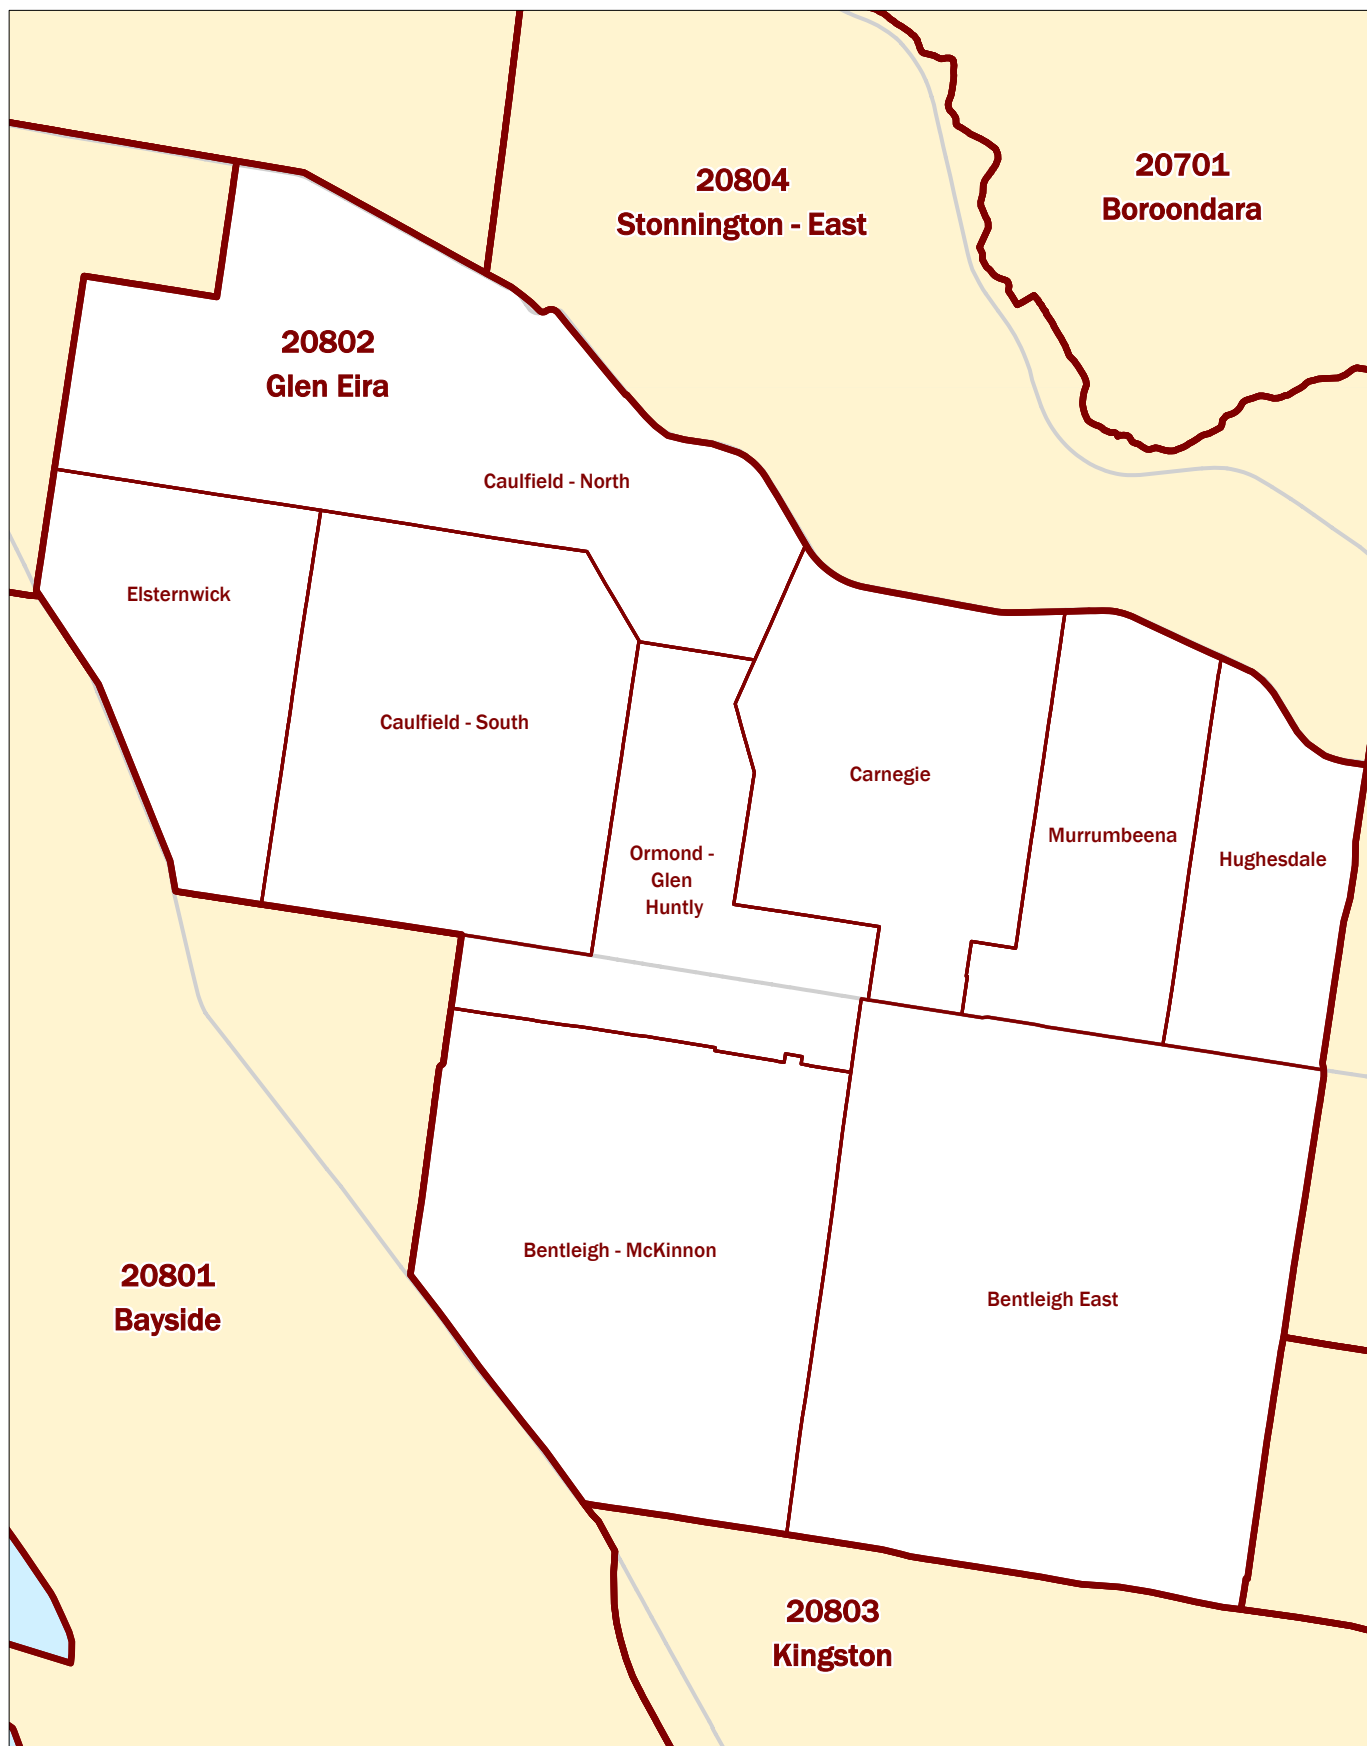 20701
Boroondara
20804
Stonnington - East
20802
Glen Eira
Caulfield - North
Elsternwick
Caulfield - South
Carnegie
Murrumbeena
Hughesdale
Ormond -
Glen
Huntly
Bentleigh - McKinnon
20801
Bayside
Bentleigh East
20803
Kingston